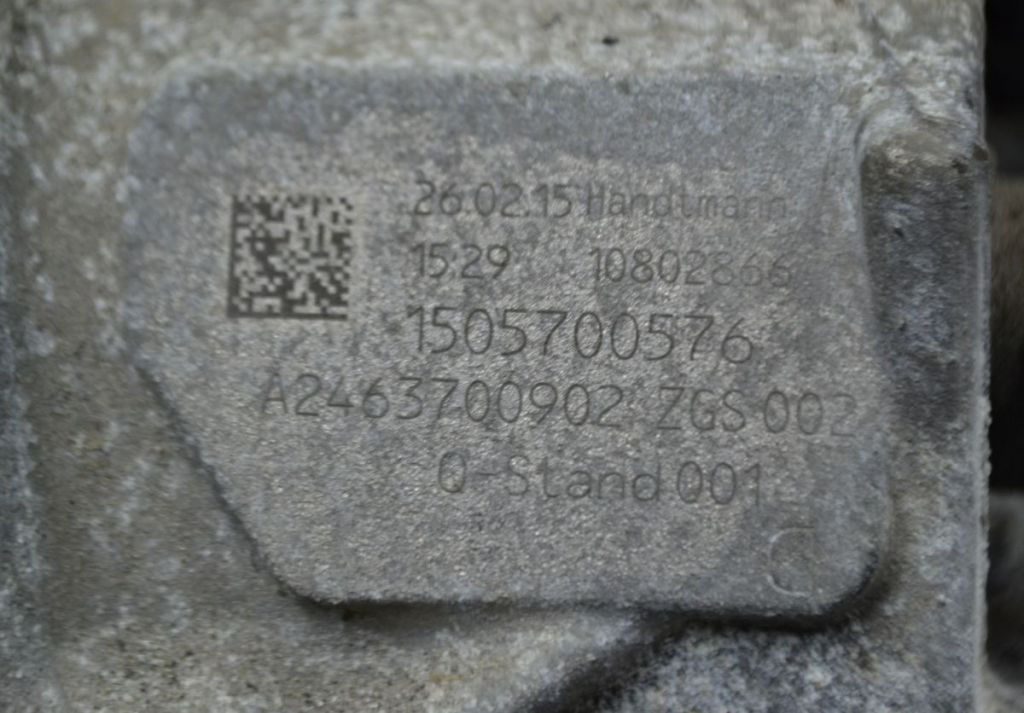 26.02.15 Handtmann
15:29 10802866
1505700576
A2463700902 ZGS 002
Q-Stand 001